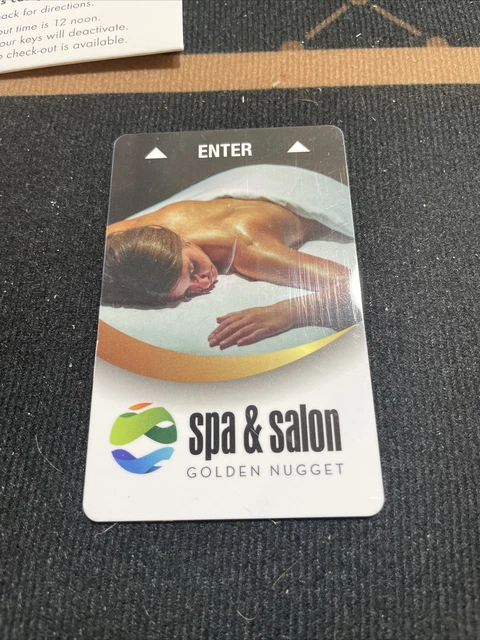 back for directions.
out time is 12 noon.
our keys will deactivate.
check-out is available.
ENTER
spa & salon
GOLDEN NUGGET